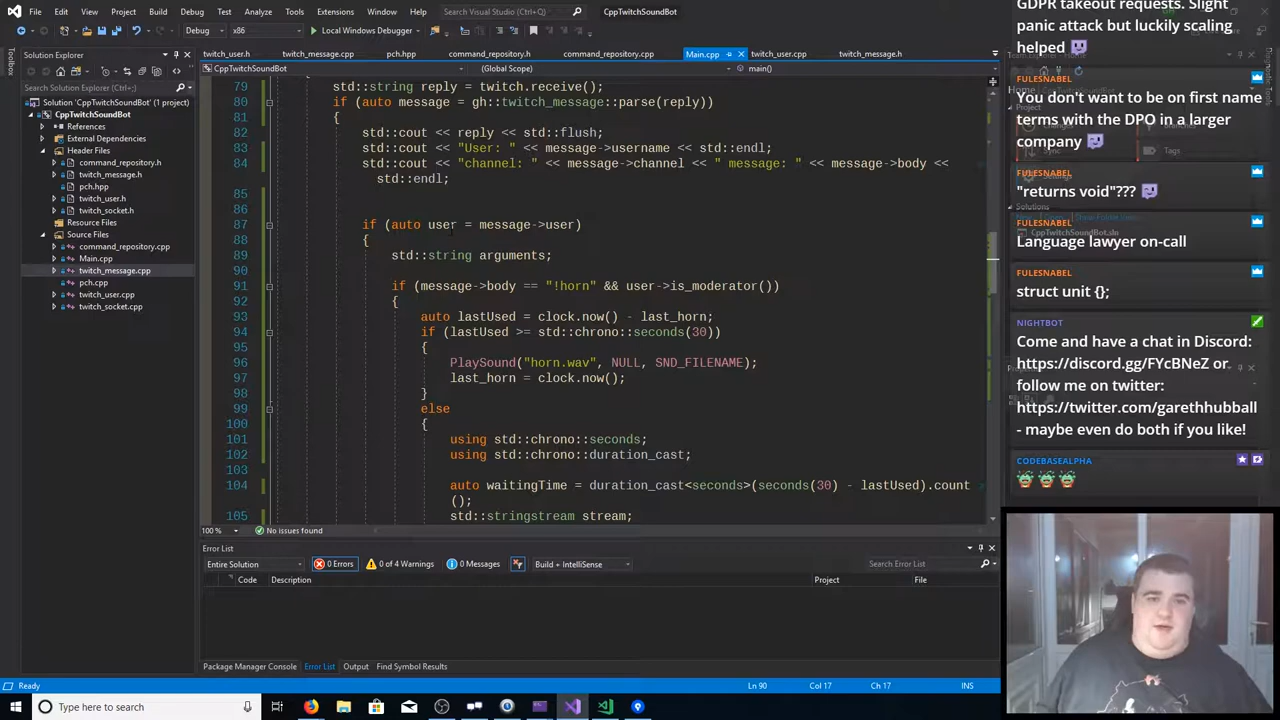 File Edit View Project Build Debug Team Tools Test Analyze Tools Extensions Window Help Search Visual Studio (Ctrl+Q) CppTwitchSoundBot
Debug x86 Local Windows Debugger
Solution Explorer
Search Solution Explorer (Ctrl+;)
Solution 'CppTwitchSoundBot' (1 project)
CppTwitchSoundBot
References
External Dependencies
Header Files
command_repository.h
twitch_message.h
pch.hpp
twitch_user.h
twitch_socket.h
Resource Files
Source Files
command_repository.cpp
Main.cpp
twitch_message.cpp
pch.cpp
twitch_user.cpp
twitch_socket.cpp
Toolbox
twitch_user.h twitch_message.cpp pch.hpp command_repository.h command_repository.cpp Main.cpp twitch_user.cpp twitch_message.h
CppTwitchSoundBot (Global Scope) main()
79 std::string reply = twitch.receive();
80 if (auto message = gh::twitch_message::parse(reply))
81 {
82 std::cout << reply << std::flush;
83 std::cout << "User: " << message->username << std::endl;
84 std::cout << "channel: " << message->channel << " message: " << message->body <<
std::endl;
85
86
87 if (auto user = message->user)
88 {
89 std::string arguments;
90
91 if (message->body == "!horn" && user->is_moderator())
92 {
93 auto lastUsed = clock.now() - last_horn;
94 if (lastUsed >= std::chrono::seconds(30))
95 {
96 PlaySound("horn.wav", NULL, SND_FILENAME);
97 last_horn = clock.now();
98 }
99 else
100 {
101 using std::chrono::seconds;
102 using std::chrono::duration_cast;
103
104 auto waitingTime = duration_cast<seconds>(seconds(30) - lastUsed).count
();
105 std::stringstream stream;
100 % No issues found
Error List
Entire Solution 0 Errors 0 of 4 Warnings 0 Messages Build + IntelliSense Search Error List
Code Description Project File
Package Manager Console Error List Output Find Symbol Results
Ready Ln 90 Col 17 Ch 17 INS
Type here to search
GDPR takeout requests. Slight
panic attack but luckily scaling
helped
FULESNABEL
You don't want to be on first name
terms with the DPO in a larger
company
FULESNABEL
"returns void"???
FULESNABEL
Language lawyer on-call
FULESNABEL
struct unit {};
NIGHTBOT
Come and have a chat in Discord:
https://discord.gg/FYcBNeZ or
follow me on twitter:
https://twitter.com/garethhubball
- maybe even do both if you like!
CODEBASEALPHA